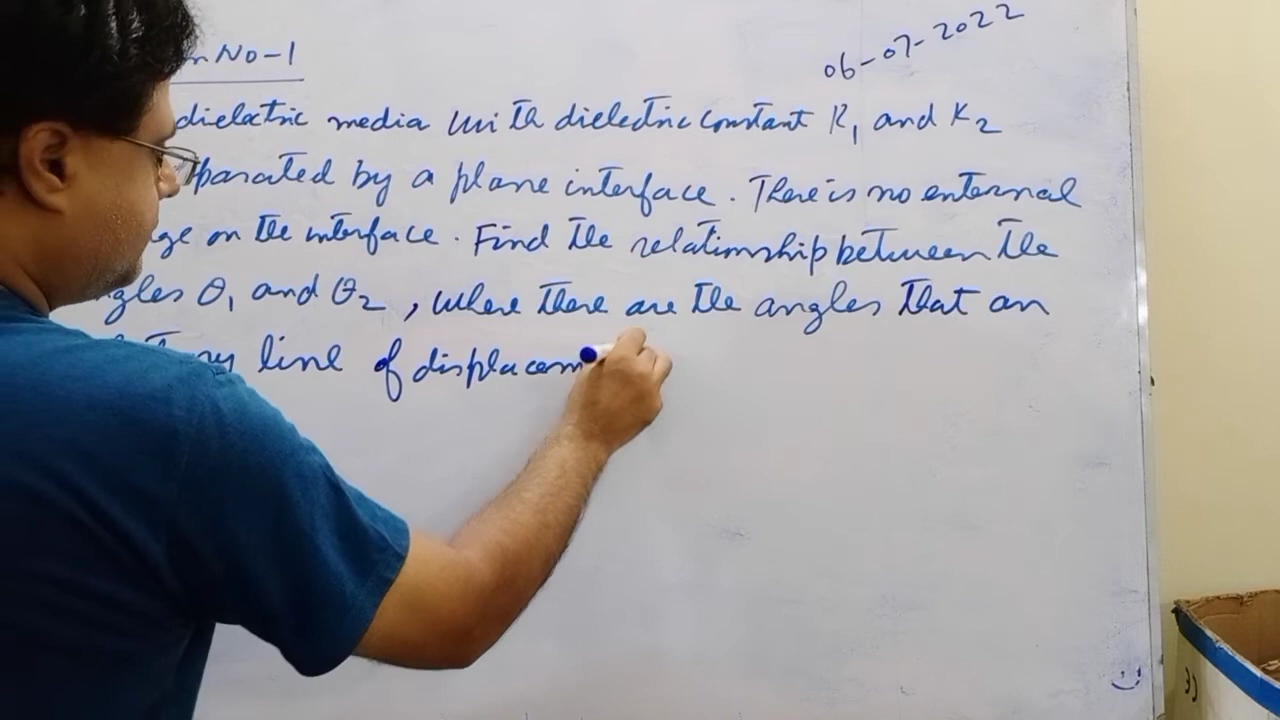 No-1
06-07-2022
dielectric media with dielectric constant K1 and K2
parated by a plane interface. There is no enternal
ge on the interface. Find the relationship between the
gles θ1 and θ2, where there are the angles that an
ry line of displacem